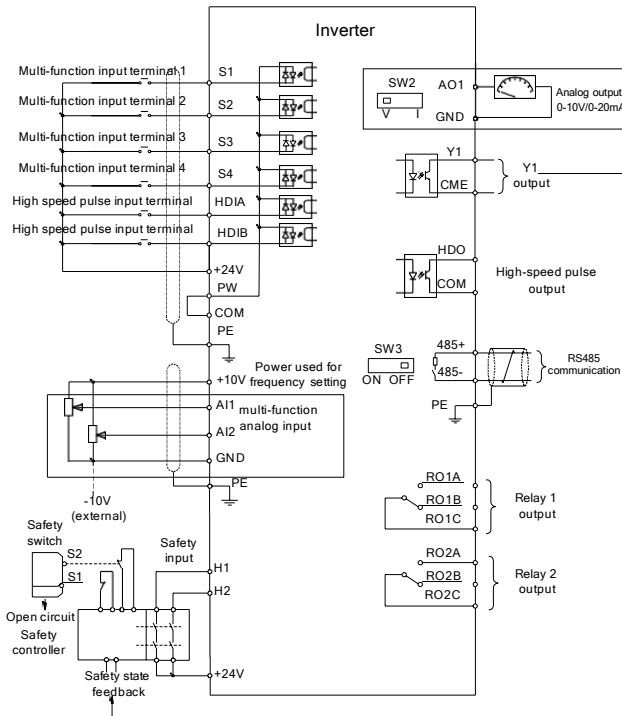 Inverter
Multi-function input terminal 1
S1
Multi-function input terminal 2
S2
Multi-function input terminal 3
S3
Multi-function input terminal 4
S4
High speed pulse input terminal
HDIA
High speed pulse input terminal
HDIB
+24V
PW
COM
PE
SW2
V I
AO1
GND
Analog output
0-10V/0-20mA
Y1
CME
Y1
output
HDO
COM
High-speed pulse
output
SW3
ON OFF
485+
485-
PE
RS485
communication
+10V
Power used for
frequency setting
AI1
multi-function
analog input
AI2
GND
PE
-10V
(external)
RO1A
RO1B
RO1C
Relay 1
output
RO2A
RO2B
RO2C
Relay 2
output
Safety
switch
S2
S1
Open circuit
Safety
controller
Safety
input
H1
H2
+24V
Safety state
feedback